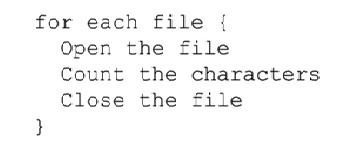 for each file {
  Open the file
  Count the characters
  Close the file
}